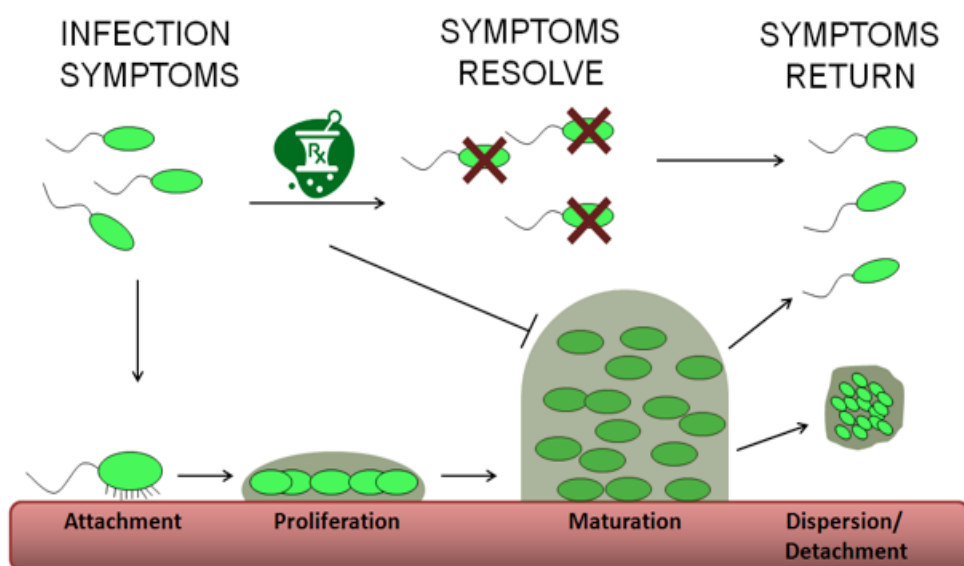 INFECTION
SYMPTOMS
SYMPTOMS
RESOLVE
SYMPTOMS
RETURN
Rx
Attachment
Proliferation
Maturation
Dispersion/
Detachment